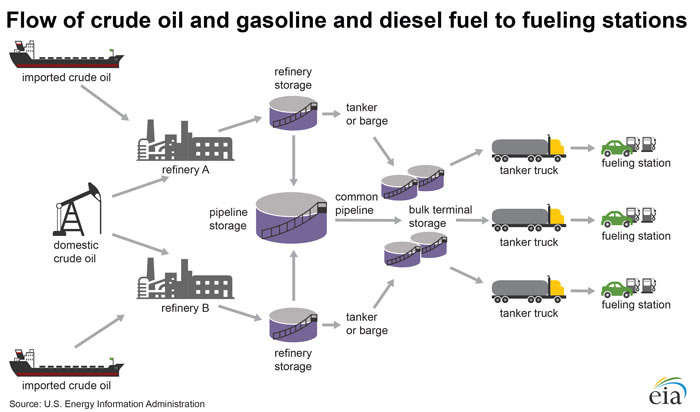 Flow of crude oil and gasoline and diesel fuel to fueling stations
imported crude oil
refinery
storage
tanker
or barge
refinery A
tanker truck
fueling station
pipeline
storage
common
pipeline
bulk terminal
storage
domestic
crude oil
tanker truck
fueling station
refinery B
tanker truck
fueling station
tanker
or barge
refinery
storage
imported crude oil
Source: U.S. Energy Information Administration
eia